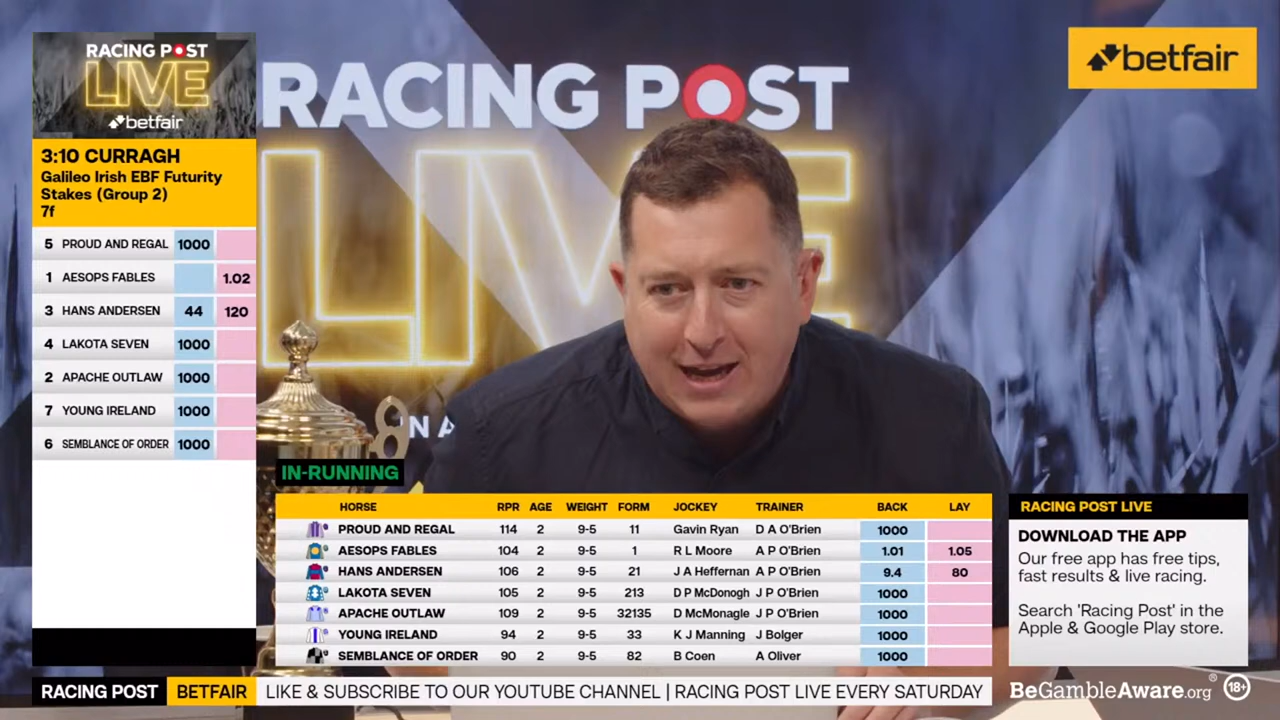 RACING POST
LIVE
betfair
3:10 CURRAGH
Galileo Irish EBF Futurity
Stakes (Group 2)
7f
5 PROUD AND REGAL 1000
1 AESOPS FABLES 1.02
3 HANS ANDERSEN 44 120
4 LAKOTA SEVEN 1000
2 APACHE OUTLAW 1000
7 YOUNG IRELAND 1000
6 SEMBLANCE OF ORDER 1000
RACING POST
LIVE
betfair
IN-RUNNING
HORSE RPR AGE WEIGHT FORM JOCKEY TRAINER BACK LAY
PROUD AND REGAL 114 2 9-5 11 Gavin Ryan D A O'Brien 1000
AESOPS FABLES 104 2 9-5 1 R L Moore A P O'Brien 1.01 1.05
HANS ANDERSEN 106 2 9-5 21 J A Heffernan A P O'Brien 9.4 80
LAKOTA SEVEN 105 2 9-5 213 D P McDonogh J P O'Brien 1000
APACHE OUTLAW 109 2 9-5 32135 D McMonagle J P O'Brien 1000
YOUNG IRELAND 94 2 9-5 33 K J Manning J Bolger 1000
SEMBLANCE OF ORDER 90 2 9-5 82 B Coen A Oliver 1000
RACING POST LIVE
DOWNLOAD THE APP
Our free app has free tips,
fast results & live racing.
Search 'Racing Post' in the
Apple & Google Play store.
RACING POST BETFAIR LIKE & SUBSCRIBE TO OUR YOUTUBE CHANNEL | RACING POST LIVE EVERY SATURDAY
BeGambleAware.org® 18+